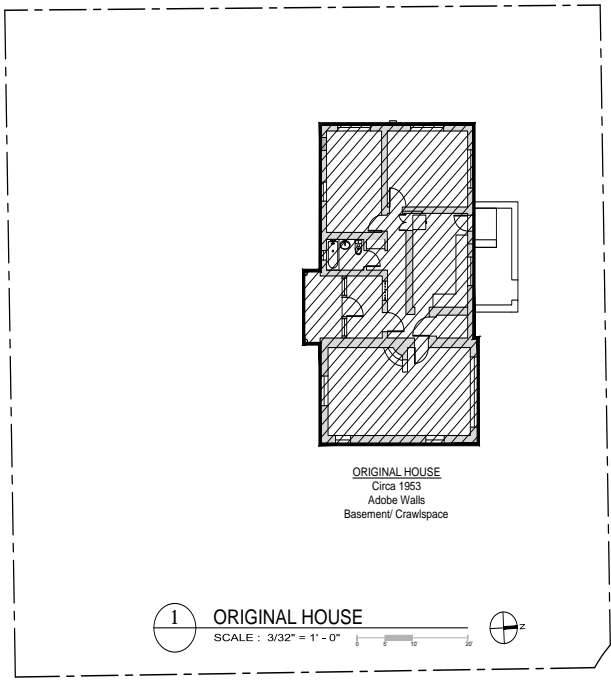 ORIGINAL HOUSE
Circa 1953
Adobe Walls
Basement/ Crawlspace
1
ORIGINAL HOUSE
SCALE : 3/32" = 1' - 0"
0 5 10 20'
N